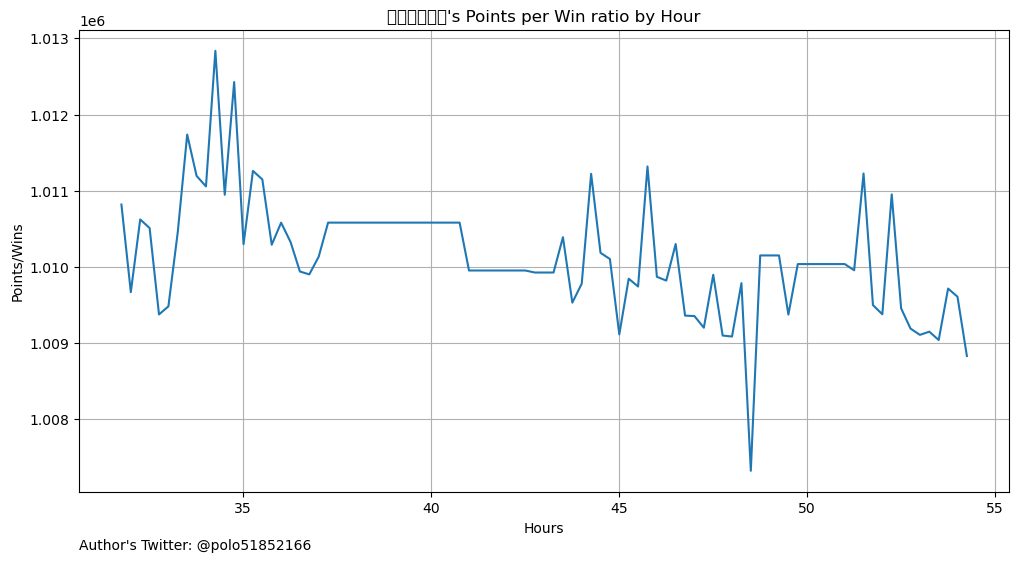 's Points per Win ratio by Hour
1e6
1.013
1.012
1.011
1.010
1.009
1.008
Points/Wins
35
40
45
50
55
Hours
Author's Twitter: @polo51852166